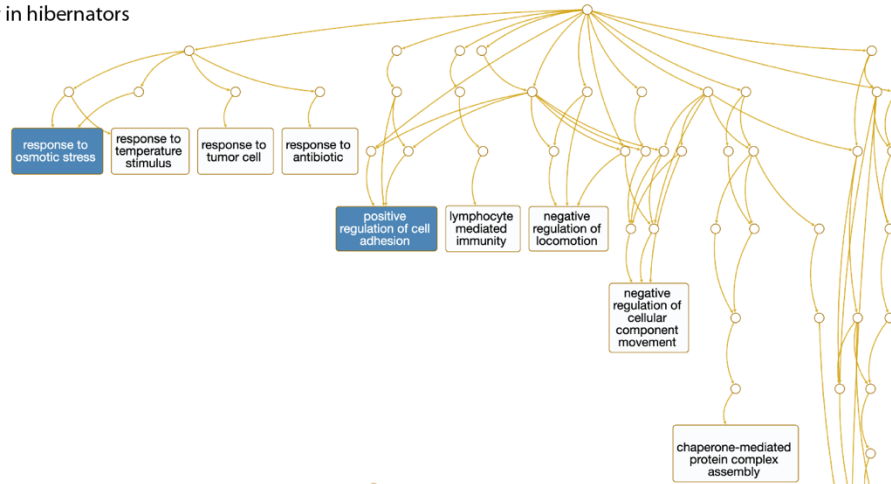 in hibernators
response to
osmotic stress
response to
temperature
stimulus
response to
tumor cell
response to
antibiotic
positive
regulation of cell
adhesion
lymphocyte
mediated
immunity
negative
regulation of
locomotion
negative
regulation of
cellular
component
movement
chaperone-mediated
protein complex
assembly